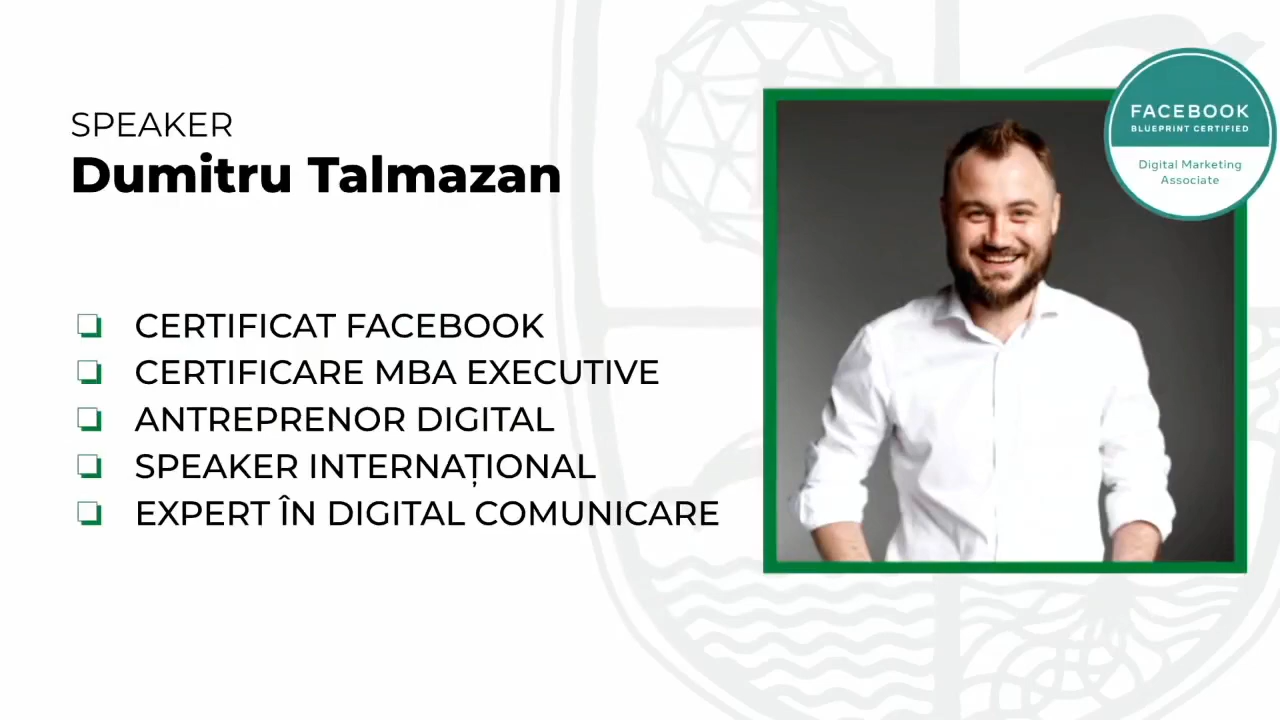 SPEAKER
Dumitru Talmazan
CERTIFICAT FACEBOOK
CERTIFICARE MBA EXECUTIVE
ANTREPRENOR DIGITAL
SPEAKER INTERNAȚIONAL
EXPERT ÎN DIGITAL COMUNICARE
FACEBOOK
BLUEPRINT CERTIFIED
Digital Marketing
Associate